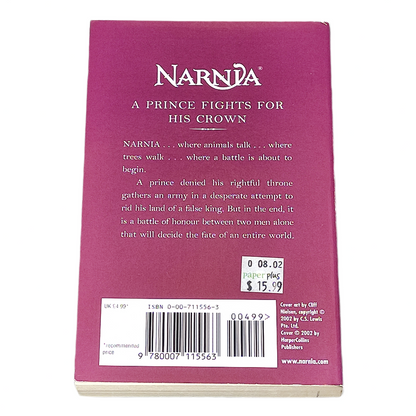 NARNIA®
A PRINCE FIGHTS FOR
HIS CROWN
NARNIA . . . where animals talk . . . where
trees walk . . . where a battle is about to
begin.
A prince denied his rightful throne
gathers an army in a desperate attempt to
rid his land of a false king. But in the end, it
is a battle of honour between two men alone
that will decide the fate of an entire world.
0 08.02
paper plus
$ 15.99
ISBN 0-00-711556-3
00499>
*recommended
price
9 780007 115563
Cover art by Cliff
Nielsen, copyright ©
2002 by C.S. Lewis
Pte. Ltd.
Cover © 2002 by
HarperCollins
Publishers
www.narnia.com